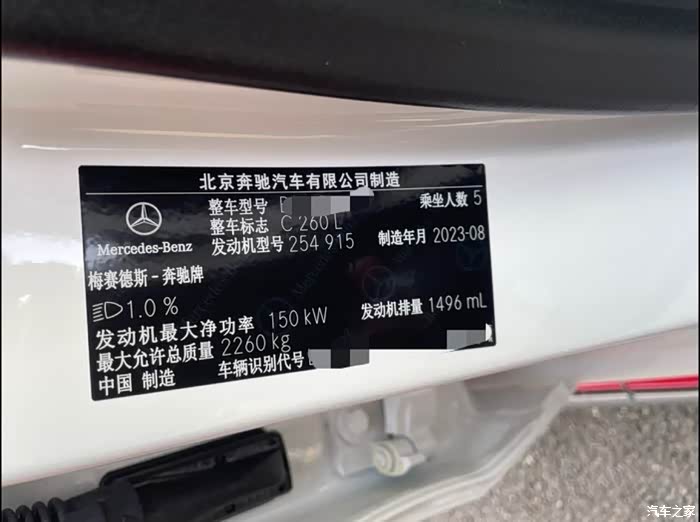 北京奔驰汽车有限公司制造
整车型号
乘坐人数 5
整车标志 C 260 L
Mercedes-Benz
发动机型号 254 915
制造年月 2023-08
梅赛德斯－奔驰牌
1.0 %
发动机最大净功率 150 kW
发动机排量 1496 mL
最大允许总质量 2260 kg
中国 制造
车辆识别代号
汽车之家